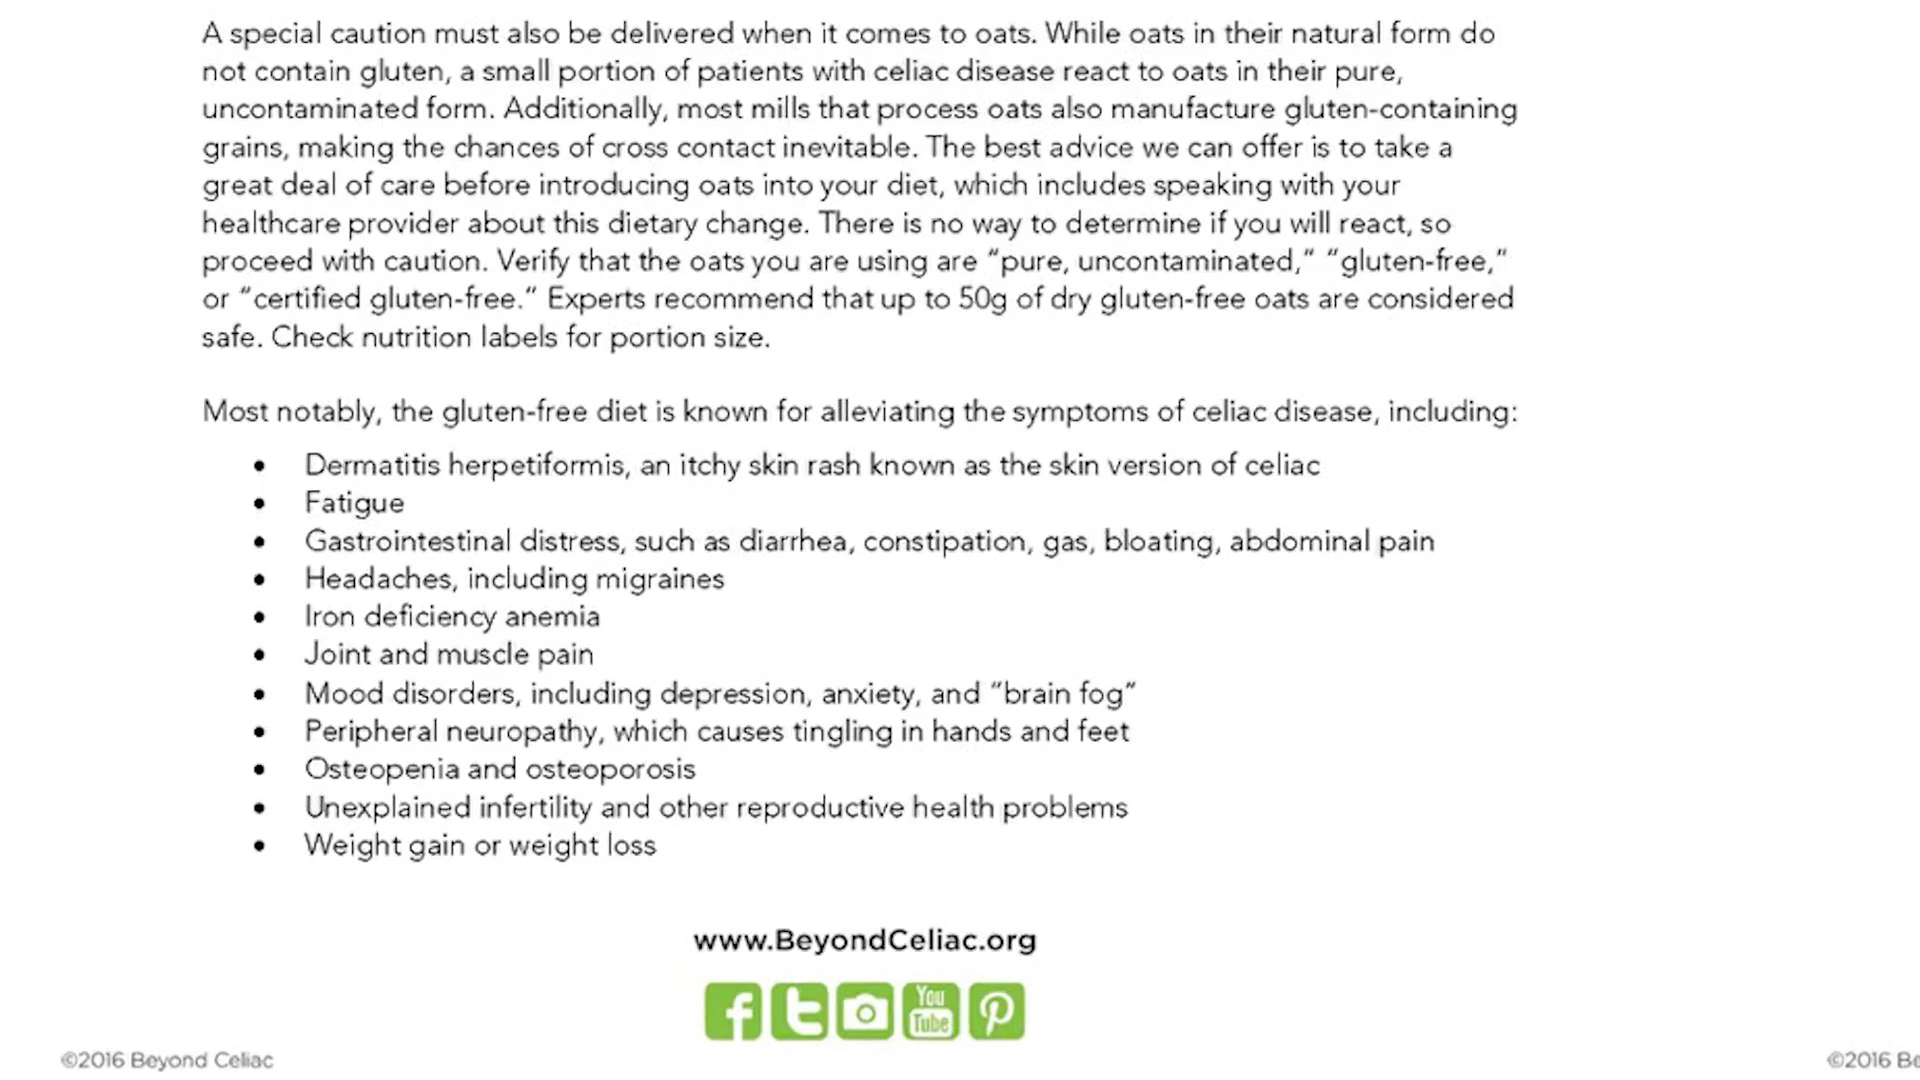 A special caution must also be delivered when it comes to oats. While oats in their natural form do
not contain gluten, a small portion of patients with celiac disease react to oats in their pure,
uncontaminated form. Additionally, most mills that process oats also manufacture gluten-containing
grains, making the chances of cross contact inevitable. The best advice we can offer is to take a
great deal of care before introducing oats into your diet, which includes speaking with your
healthcare provider about this dietary change. There is no way to determine if you will react, so
proceed with caution. Verify that the oats you are using are “pure, uncontaminated,” “gluten-free,”
or “certified gluten-free.” Experts recommend that up to 50g of dry gluten-free oats are considered
safe. Check nutrition labels for portion size.
Most notably, the gluten-free diet is known for alleviating the symptoms of celiac disease, including:
• Dermatitis herpetiformis, an itchy skin rash known as the skin version of celiac
• Fatigue
• Gastrointestinal distress, such as diarrhea, constipation, gas, bloating, abdominal pain
• Headaches, including migraines
• Iron deficiency anemia
• Joint and muscle pain
• Mood disorders, including depression, anxiety, and “brain fog”
• Peripheral neuropathy, which causes tingling in hands and feet
• Osteopenia and osteoporosis
• Unexplained infertility and other reproductive health problems
• Weight gain or weight loss
www.BeyondCeliac.org
You
Tube
©2016 Beyond Celiac
©2016 Be